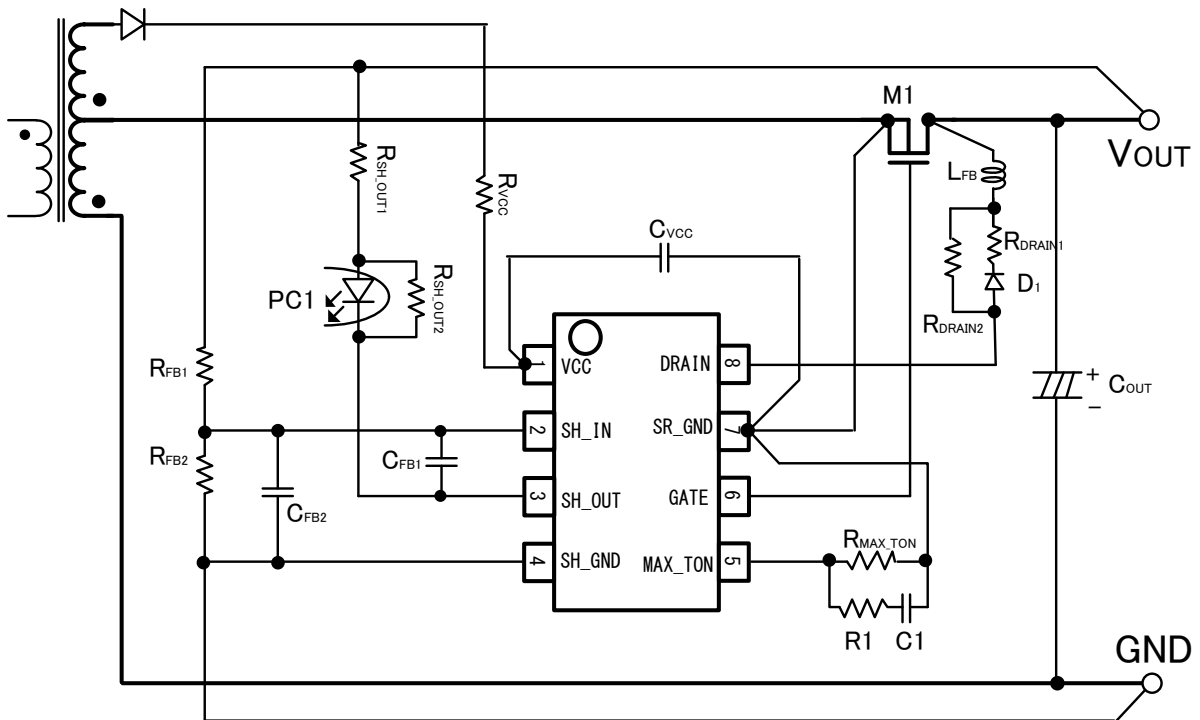 M1
VOUT
LFB
RSH_OUT1
RVCC
CVCC
RDRAIN1
D1
PC1
RSH_OUT2
RDRAIN2
RFB1
1
VCC
DRAIN
8
COUT
+
−
2
SH_IN
SR_GND
7
RFB2
CFB1
3
SH_OUT
GATE
6
CFB2
RMAX_TON
4
SH_GND
MAX_TON
5
R1
C1
GND